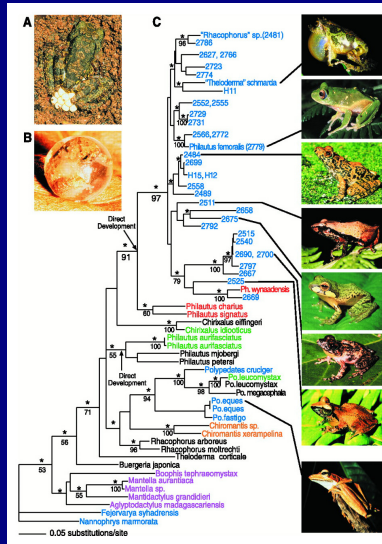 A
B
C
"Rhacophorus" sp.(2481)
98
2786
2627, 2766
2723
2774
"Theloderma" schmarda
H11
2552, 2555
2729
2731
100
2566, 2772
Philautus femoralis (2779)
100
2484
2699
H15, H12
2558
2489
97
Direct
Development
91
2511
2658
2675
2792
2515
2540
97
2690, 2700
2797
100
2667
79
2525
Ph. wynaadensis
100
2669
Philautus charius
60
Philautus signatus
Chirixalus eiffingeri
100
Chirixalus idiooticus
Philautus aurifasciatus
Philautus aurifasciatus
100
55
Philautus mjobergi
Philautus petersi
Direct
Development
Polypedates cruciger
100
Po.leucomystax
Po.leucomystax
100
Po. megacephala
94
Po.eques
Po.eques
100
Po.fastigo
Chiromantis sp.
100
Chiromantis xerampelina
71
Rhacophorus arboreus
96
Rhacophorus moltrechti
Theloderma corticale
56
Buergeria japonica
53
Boophis tephraeomystax
Mantella aurantiaca
100
Mantella sp.
55
Mantidactylus grandidieri
Aglyptodactylus madagascariensis
Fejervarya syhadrensis
Nannophrys marmorata
0.05 substitutions/site